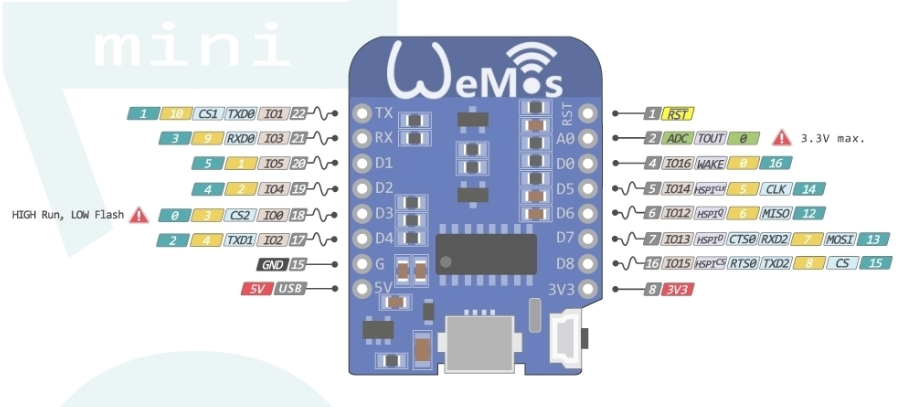 mini
WeMos
1 10 CS1 TXD0 IO1 22 TX
3 9 RXD0 IO3 21 RX
5 1 IO5 20 D1
4 2 IO4 19 D2
HIGH Run, LOW Flash 0 3 CS2 IO0 18 D3
2 4 TXD1 IO2 17 D4
GND 15 G
5V USB 5V
RST 1 RST
A0 2 ADC TOUT 0 3.3V max.
D0 4 IO16 WAKE 0 16
D5 5 IO14 HSPICLK 5 CLK 14
D6 6 IO12 HSPIQ 6 MISO 12
D7 7 IO13 HSPID CTS0 RXD2 7 MOSI 13
D8 16 IO15 HSPICS RTS0 TXD2 8 CS 15
3V3 8 3V3